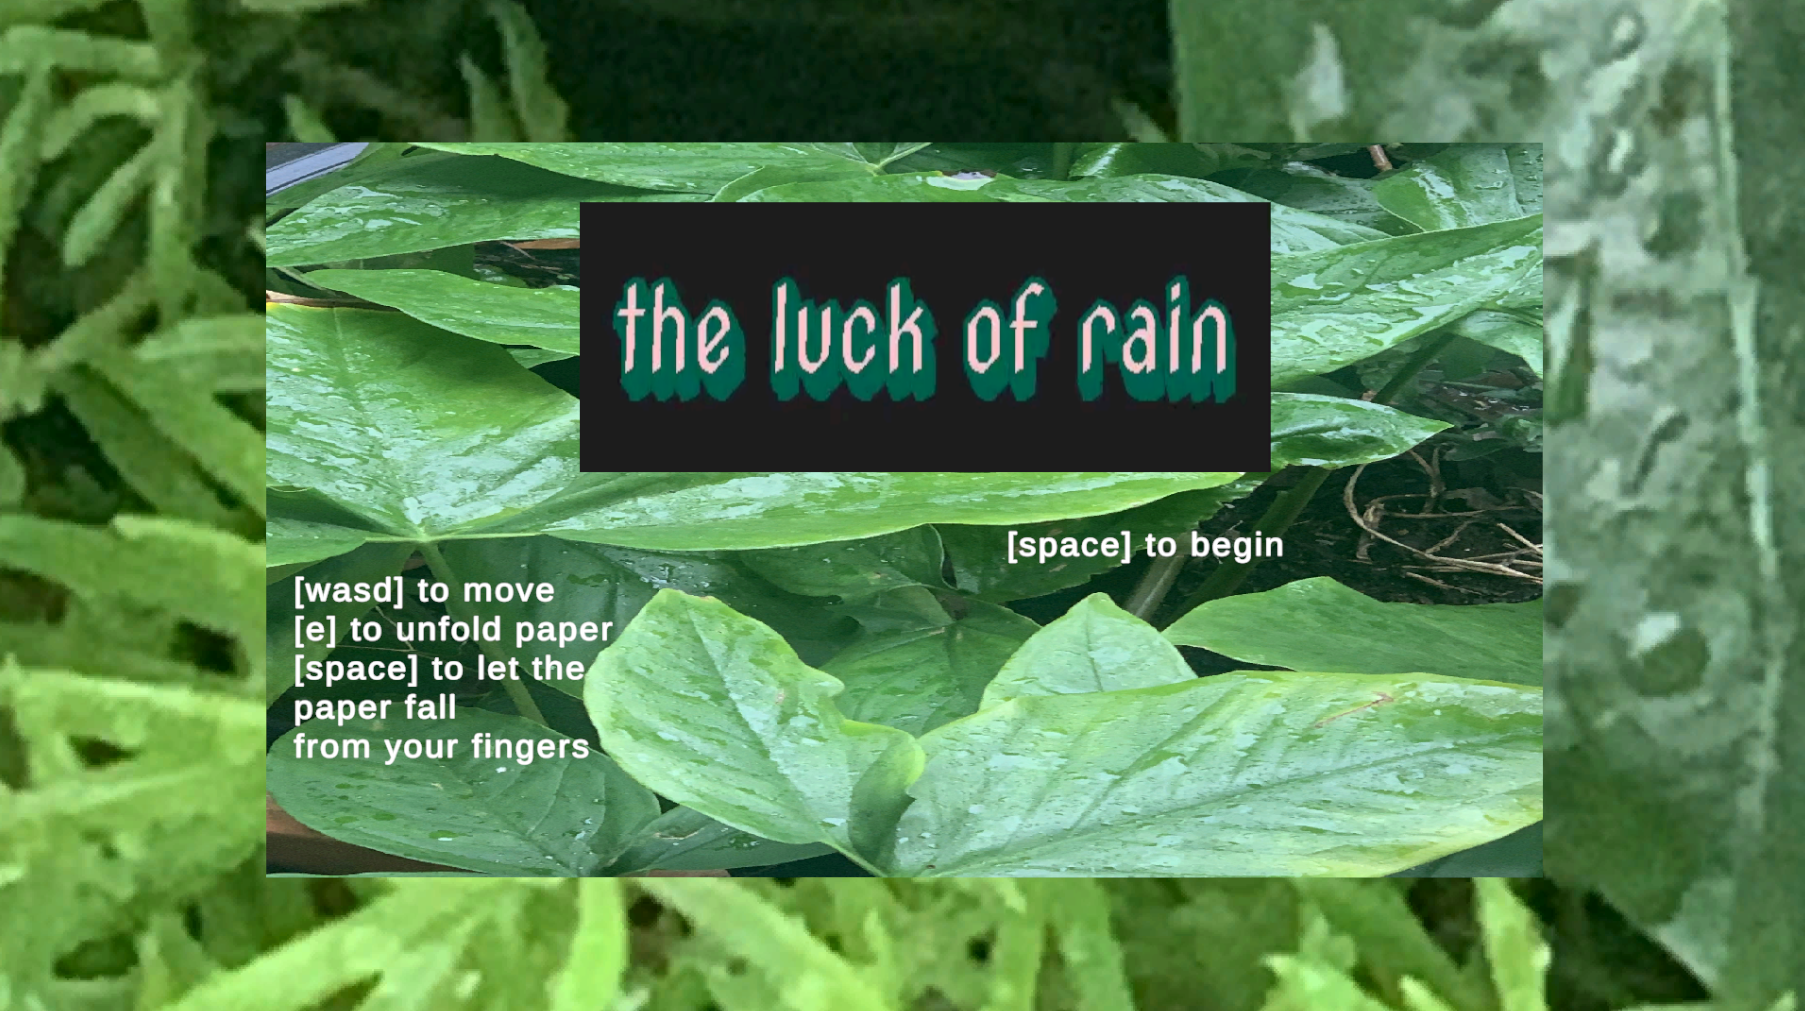 the luck of rain
[space] to begin
[wasd] to move
[e] to unfold paper
[space] to let the
paper fall
from your fingers